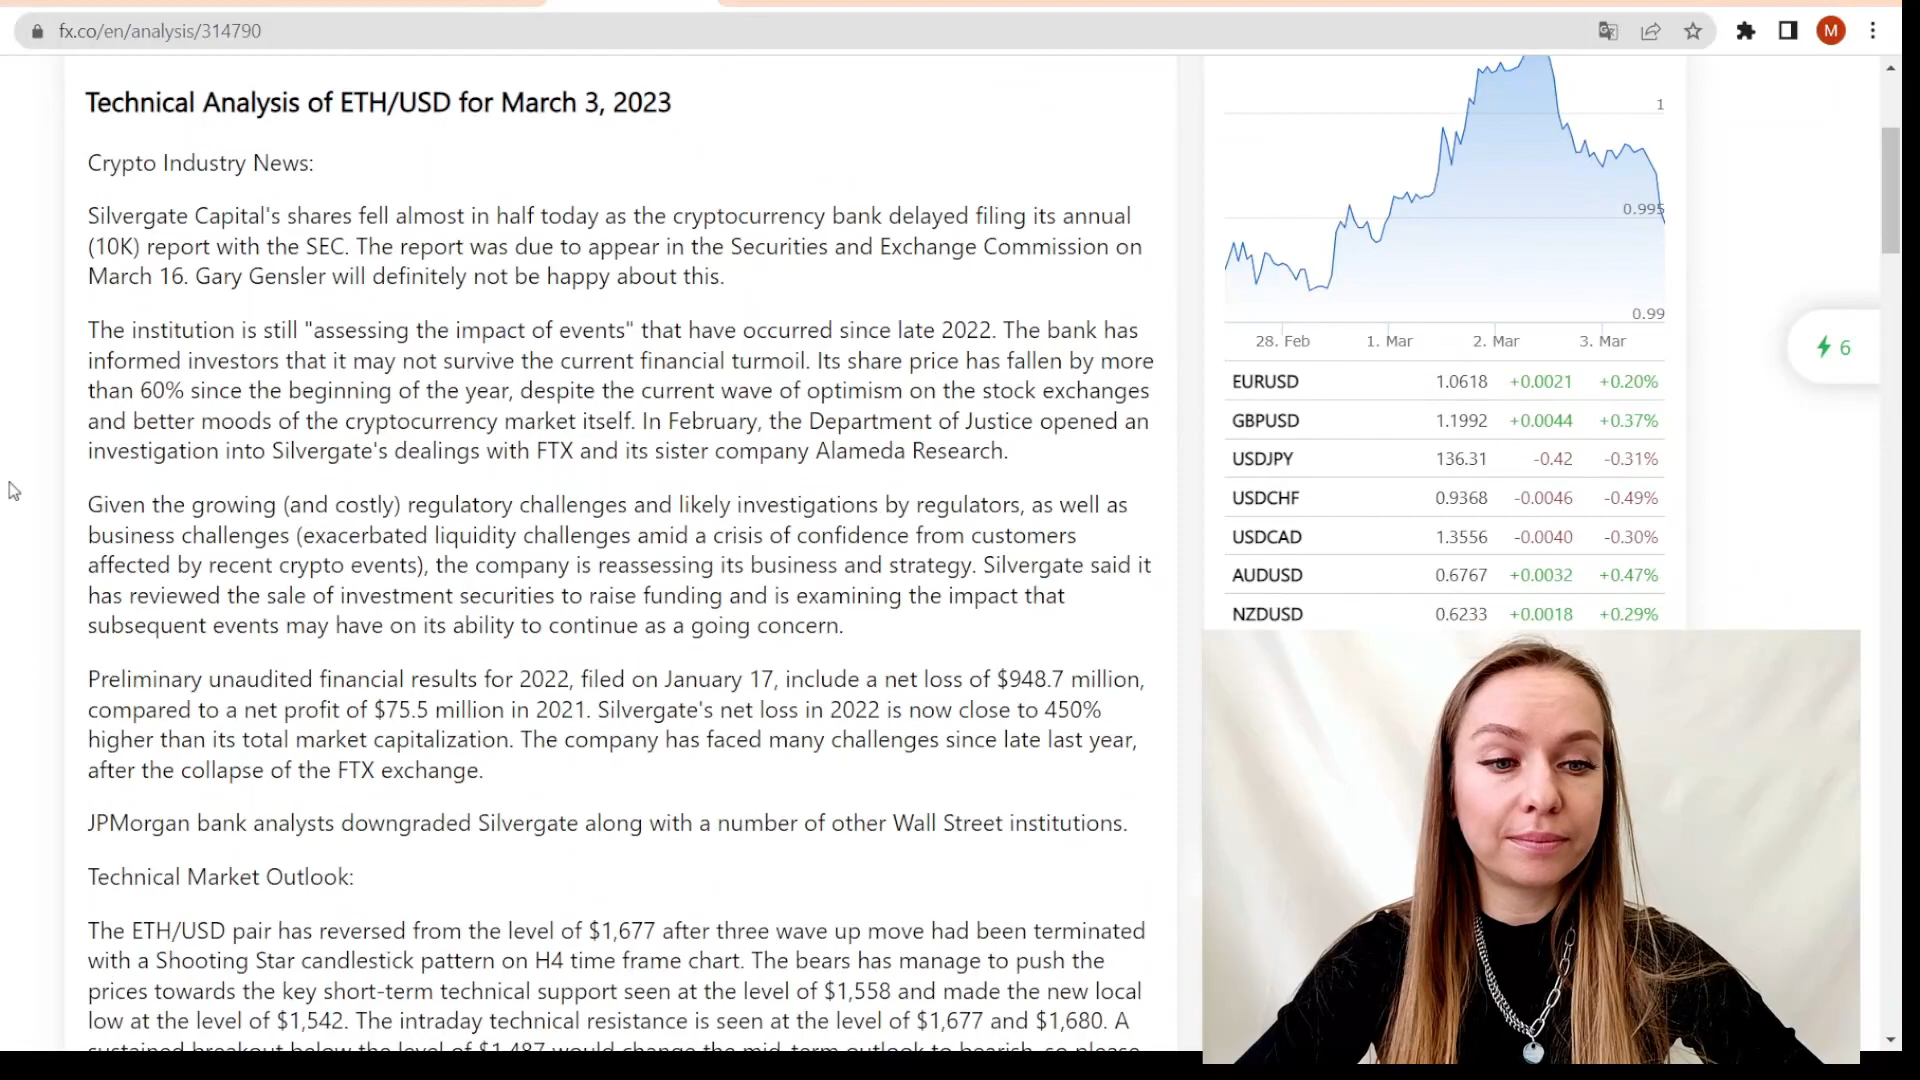 fx.co/en/analysis/314790
M
Technical Analysis of ETH/USD for March 3, 2023
Crypto Industry News:
Silvergate Capital's shares fell almost in half today as the cryptocurrency bank delayed filing its annual
(10K) report with the SEC. The report was due to appear in the Securities and Exchange Commission on
March 16. Gary Gensler will definitely not be happy about this.
The institution is still "assessing the impact of events" that have occurred since late 2022. The bank has
informed investors that it may not survive the current financial turmoil. Its share price has fallen by more
than 60% since the beginning of the year, despite the current wave of optimism on the stock exchanges
and better moods of the cryptocurrency market itself. In February, the Department of Justice opened an
investigation into Silvergate's dealings with FTX and its sister company Alameda Research.
Given the growing (and costly) regulatory challenges and likely investigations by regulators, as well as
business challenges (exacerbated liquidity challenges amid a crisis of confidence from customers
affected by recent crypto events), the company is reassessing its business and strategy. Silvergate said it
has reviewed the sale of investment securities to raise funding and is examining the impact that
subsequent events may have on its ability to continue as a going concern.
Preliminary unaudited financial results for 2022, filed on January 17, include a net loss of $948.7 million,
compared to a net profit of $75.5 million in 2021. Silvergate's net loss in 2022 is now close to 450%
higher than its total market capitalization. The company has faced many challenges since late last year,
after the collapse of the FTX exchange.
JPMorgan bank analysts downgraded Silvergate along with a number of other Wall Street institutions.
Technical Market Outlook:
The ETH/USD pair has reversed from the level of $1,677 after three wave up move had been terminated
with a Shooting Star candlestick pattern on H4 time frame chart. The bears has manage to push the
prices towards the key short-term technical support seen at the level of $1,558 and made the new local
low at the level of $1,542. The intraday technical resistance is seen at the level of $1,677 and $1,680. A
sustained breakout below the level of $1,487 would change the mid-term outlook to bearish, so please
1
0.995
0.99
28. Feb 1. Mar 2. Mar 3. Mar
EURUSD 1.0618 +0.0021 +0.20%
GBPUSD 1.1992 +0.0044 +0.37%
USDJPY 136.31 -0.42 -0.31%
USDCHF 0.9368 -0.0046 -0.49%
USDCAD 1.3556 -0.0040 -0.30%
AUDUSD 0.6767 +0.0032 +0.47%
NZDUSD 0.6233 +0.0018 +0.29%
6